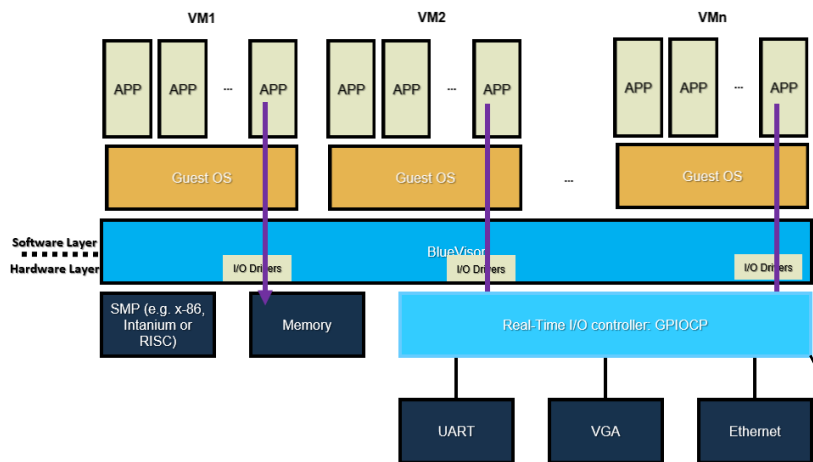 VM1
VM2
VMn
APP
APP
...
APP
APP
APP
...
APP
APP
APP
...
APP
Guest OS
Guest OS
...
Guest OS
BlueVisor
Software Layer
Hardware Layer
I/O Drivers
I/O Drivers
I/O Drivers
SMP (e.g. x-86,
Intanium or
RISC)
Memory
Real-Time I/O controller: GPIOCP
UART
VGA
Ethernet